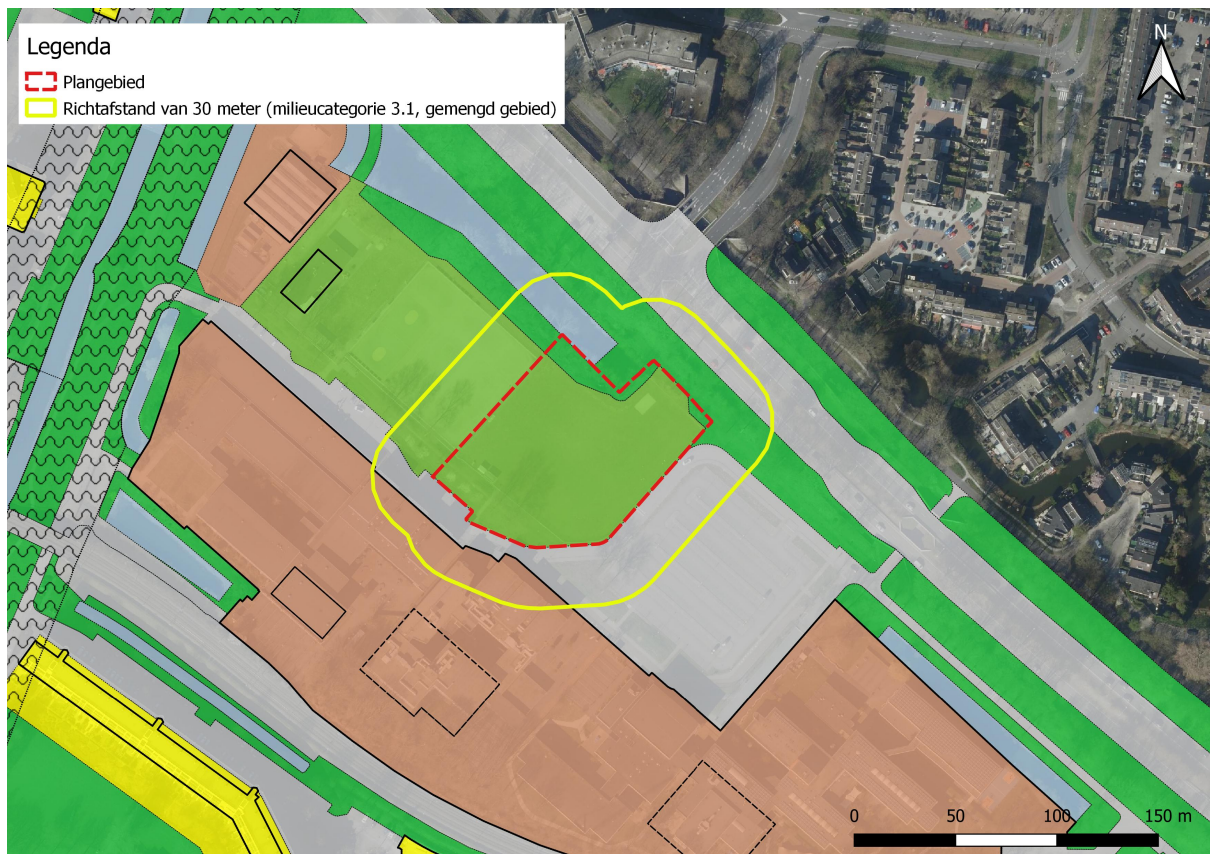 Legenda
Plangebied
Richtafstand van 30 meter (milieucategorie 3.1, gemengd gebied)
N
0 50 100 150 m